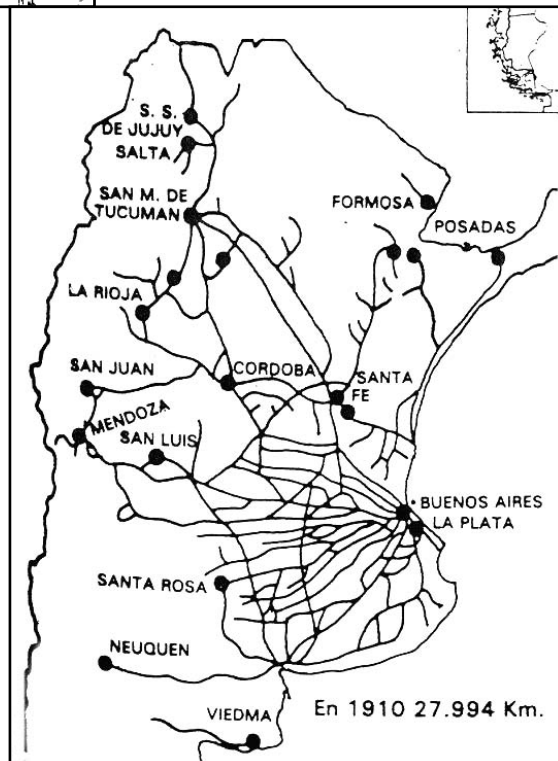 S. S.
DE JUJUY
SALTA
SAN M. DE
TUCUMAN
FORMOSA
POSADAS
LA RIOJA
SAN JUAN
CORDOBA
SANTA
FE
MENDOZA
SAN LUIS
BUENOS AIRES
LA PLATA
SANTA ROSA
NEUQUEN
VIEDMA
En 1910 27.994 Km.